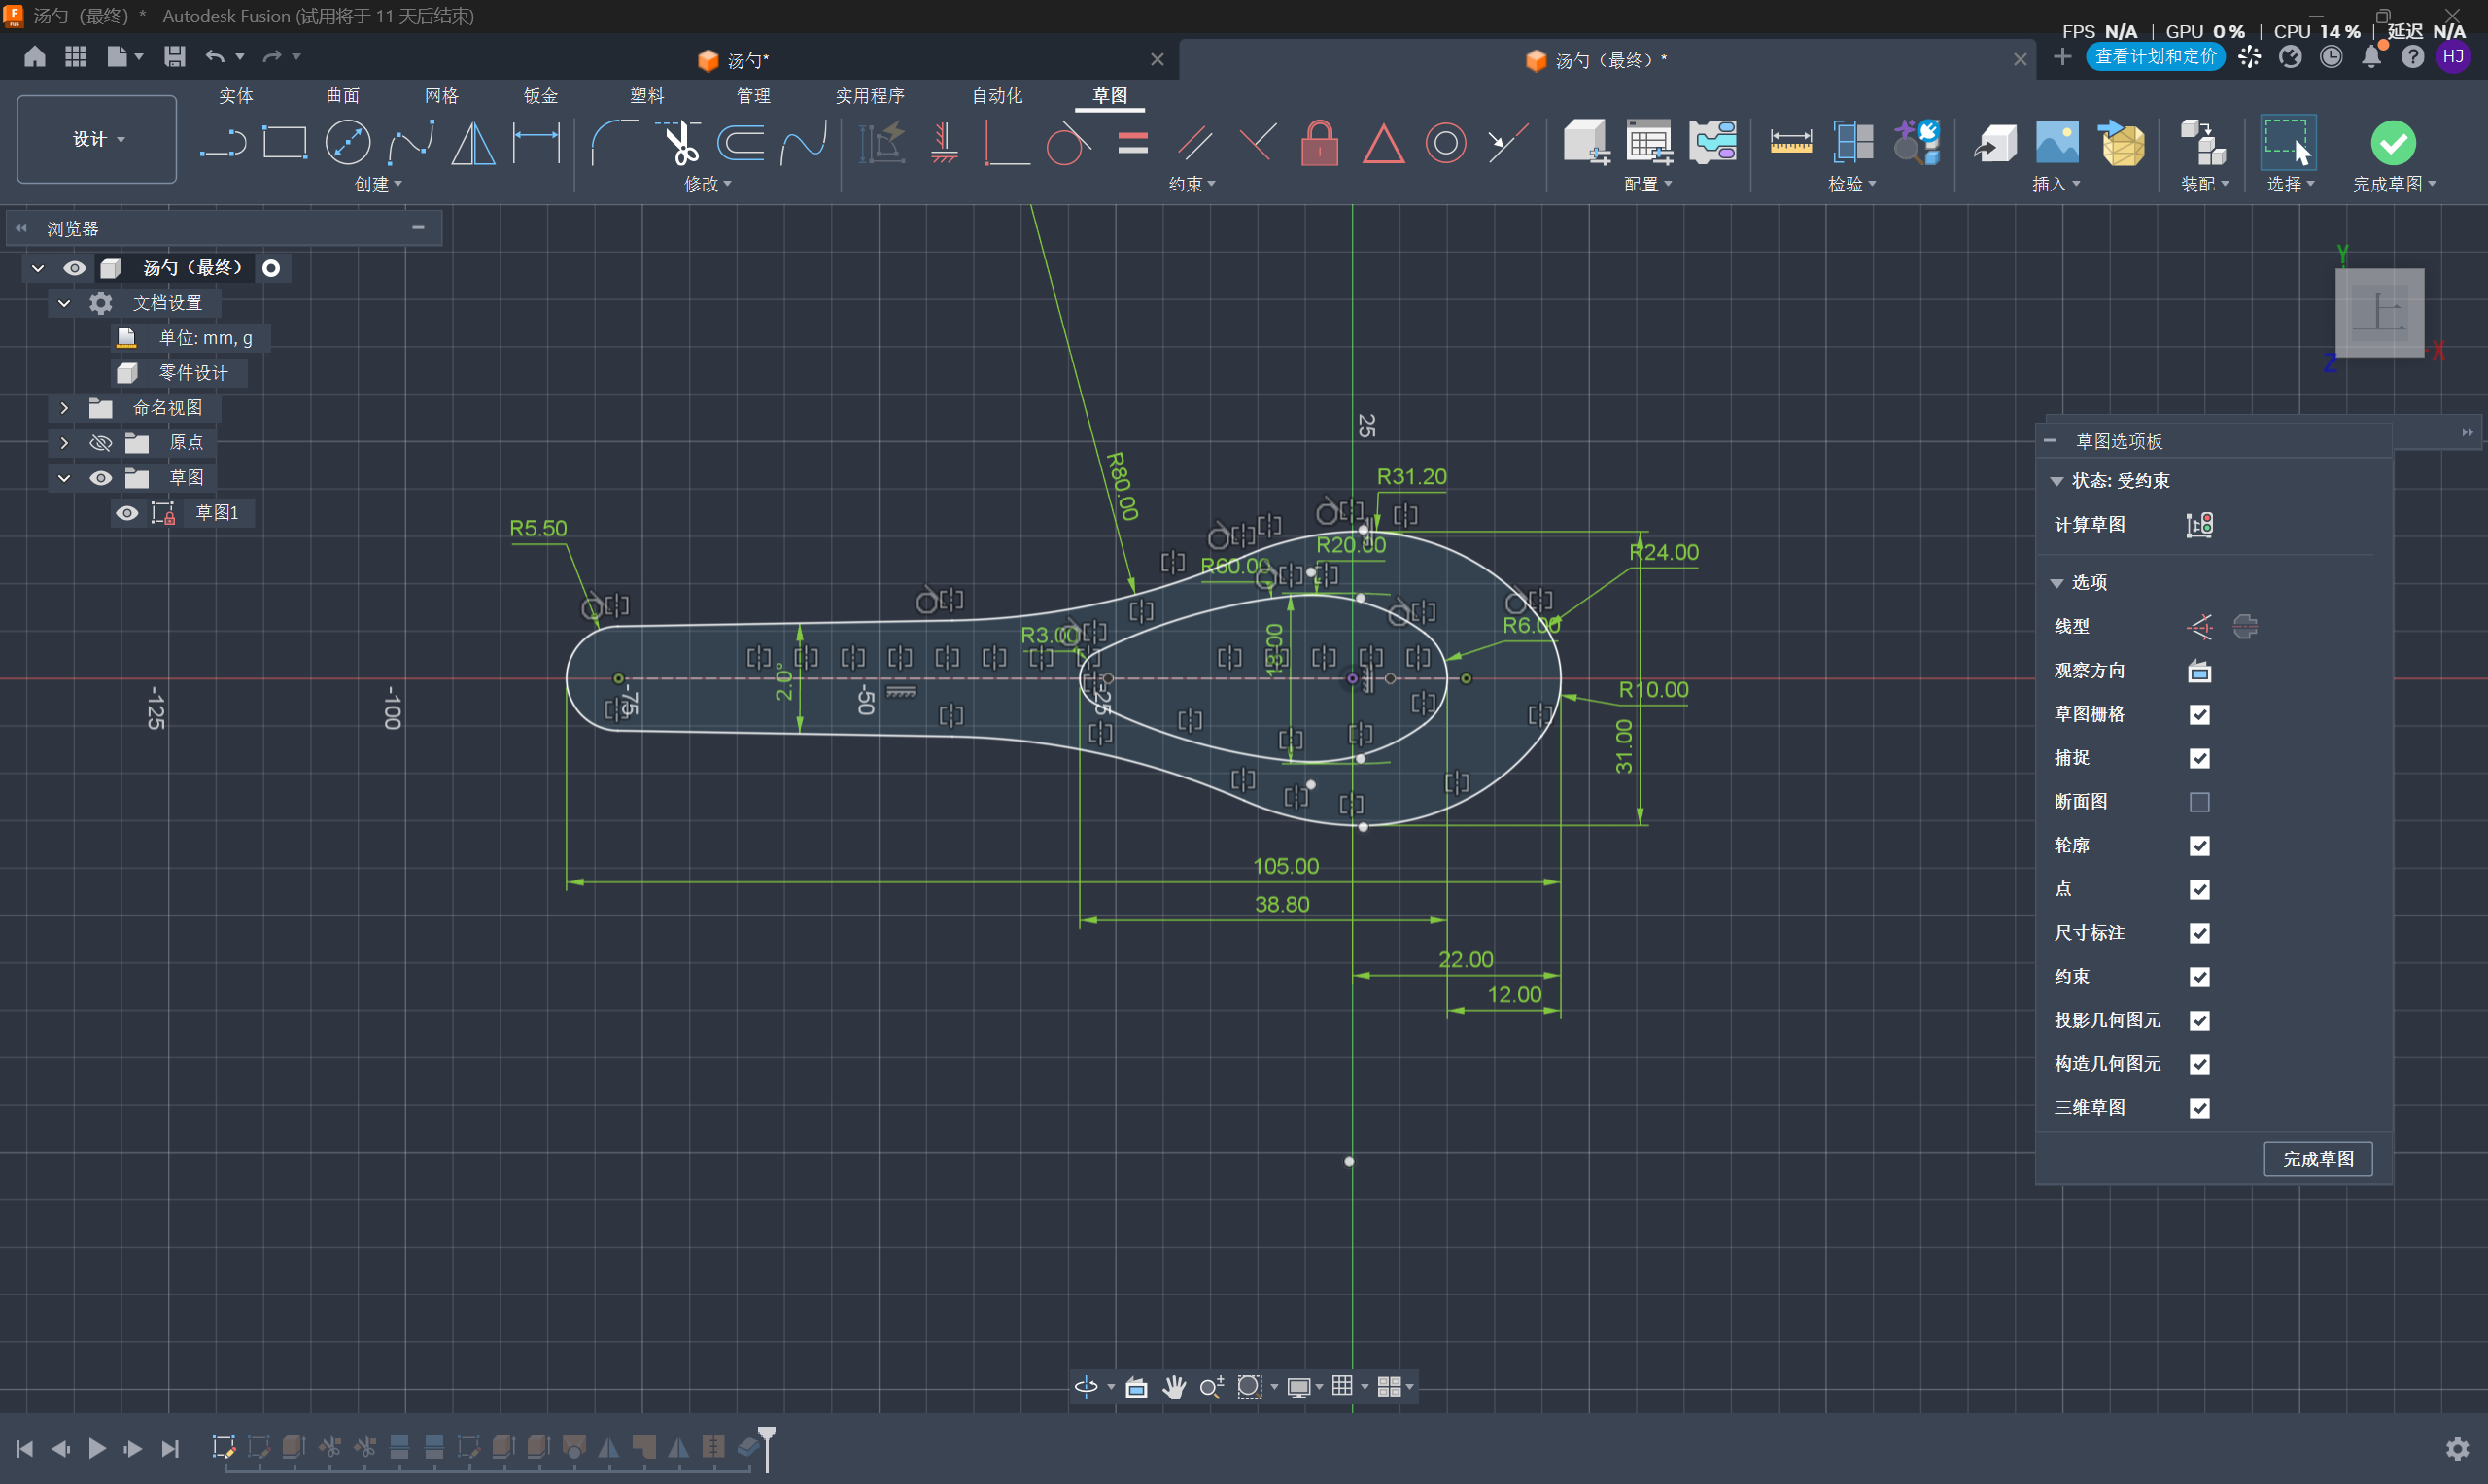 汤勺（最终）* - Autodesk Fusion (试用将于 11 天后结束)
FPS N/A | GPU 0% | CPU 14% | 延迟 N/A
汤勺*
汤勺（最终）*
查看计划和定价
HJ
设计
实体
曲面
网格
钣金
塑料
管理
实用程序
自动化
草图
创建
修改
约束
配置
检验
插入
装配
选择
完成草图
浏览器
汤勺（最终）
文档设置
单位: mm, g
零件设计
命名视图
原点
草图
草图1
Y
上
X
Z
25
R80.00
R31.20
R5.50
R20.00
R60.00
R24.00
R3.00
R6.00
18.00
2.0°
-125
-100
-75
-50
-25
R10.00
31.00
105.00
38.80
22.00
12.00
草图选项板
状态: 受约束
计算草图
选项
线型
观察方向
草图栅格
捕捉
断面图
轮廓
点
尺寸标注
约束
投影几何图元
构造几何图元
三维草图
完成草图